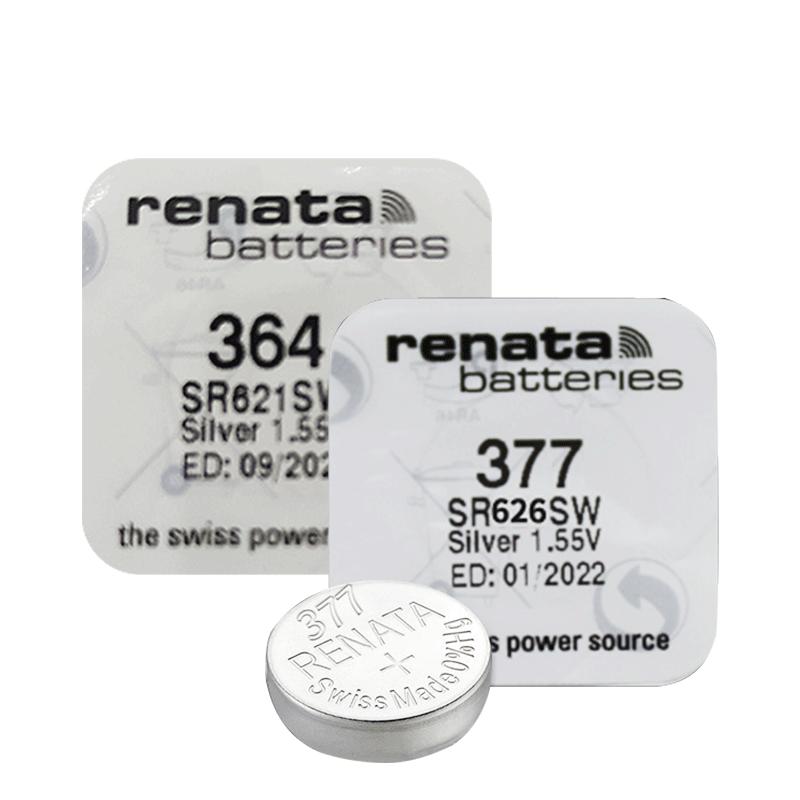 renata
batteries
364
SR621SW
Silver 1.55
ED: 09/202
the swiss power
renata
batteries
377
SR626SW
Silver 1.55V
ED: 01/2022
s power source
377
RENATA
+
Swiss Made 0%Hg